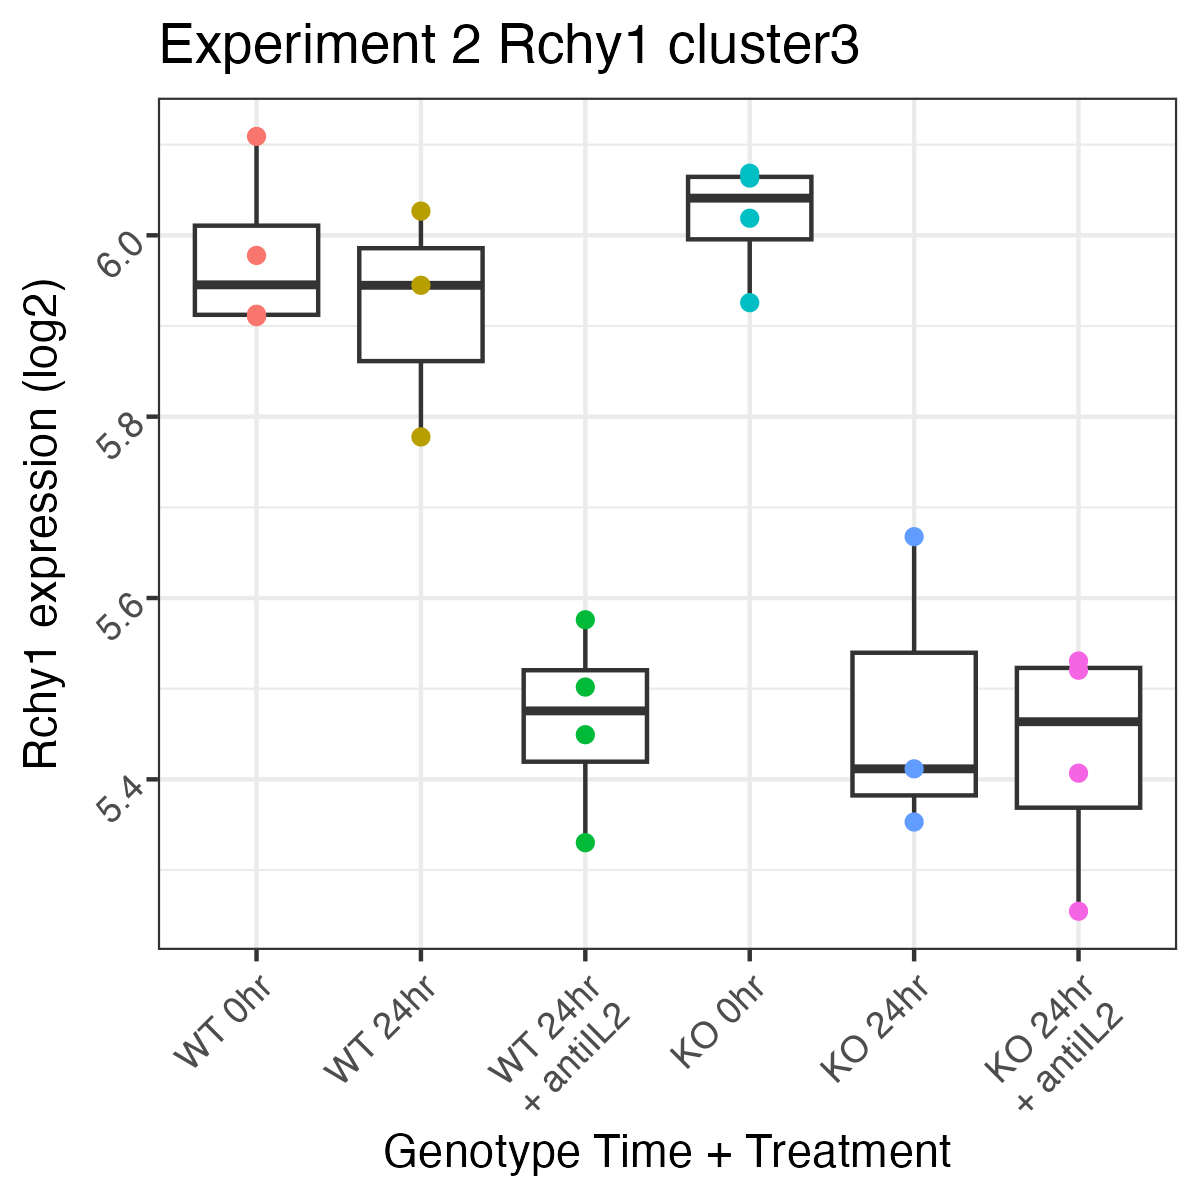 Experiment 2 Rchy1 cluster3
Rchy1 expression (log2)
6.0
5.8
5.6
5.4
WT 0hr
WT 24hr
WT 24hr
+ antiIL2
KO 0hr
KO 24hr
KO 24hr
+ antiIL2
Genotype Time + Treatment